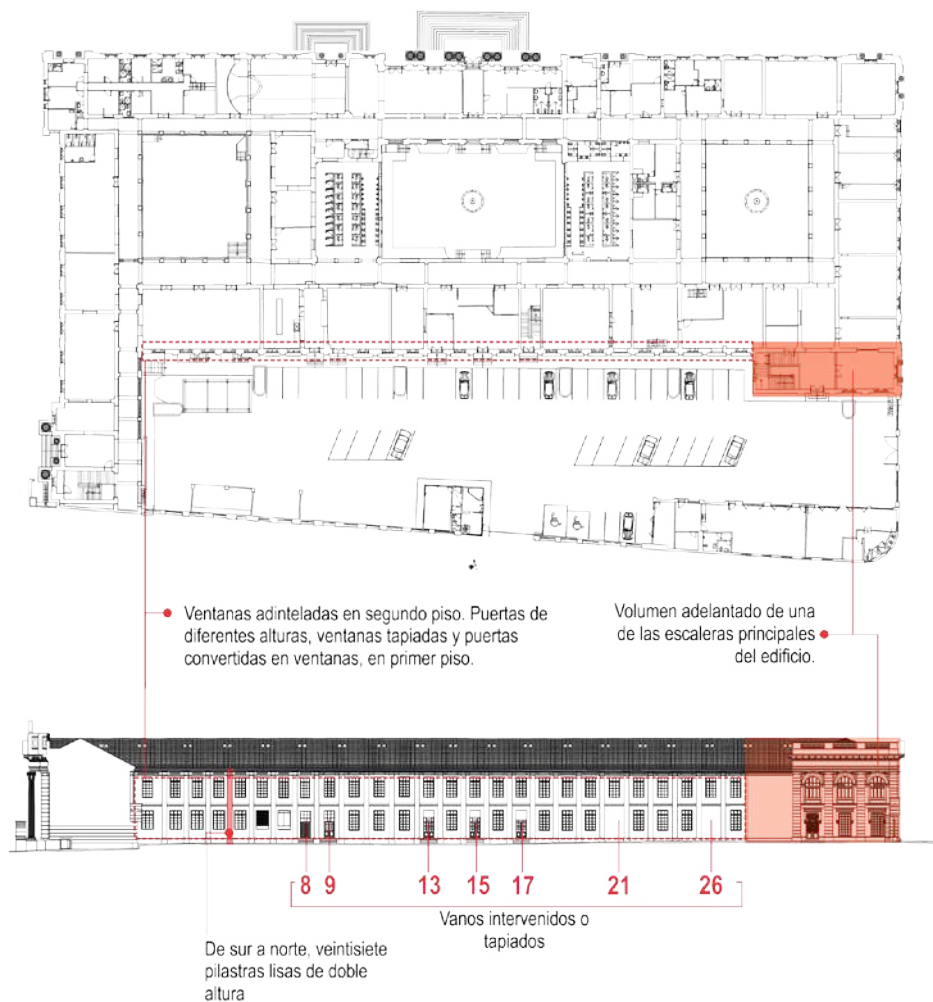 Ventanas adinteladas en segundo piso. Puertas de
diferentes alturas, ventanas tapiadas y puertas
convertidas en ventanas, en primer piso.
Volumen adelantado de una
de las escaleras principales
del edificio.
8 9 13 15 17 21 26
Vanos intervenidos o
tapiados
De sur a norte, veintisiete
pilastras lisas de doble
altura